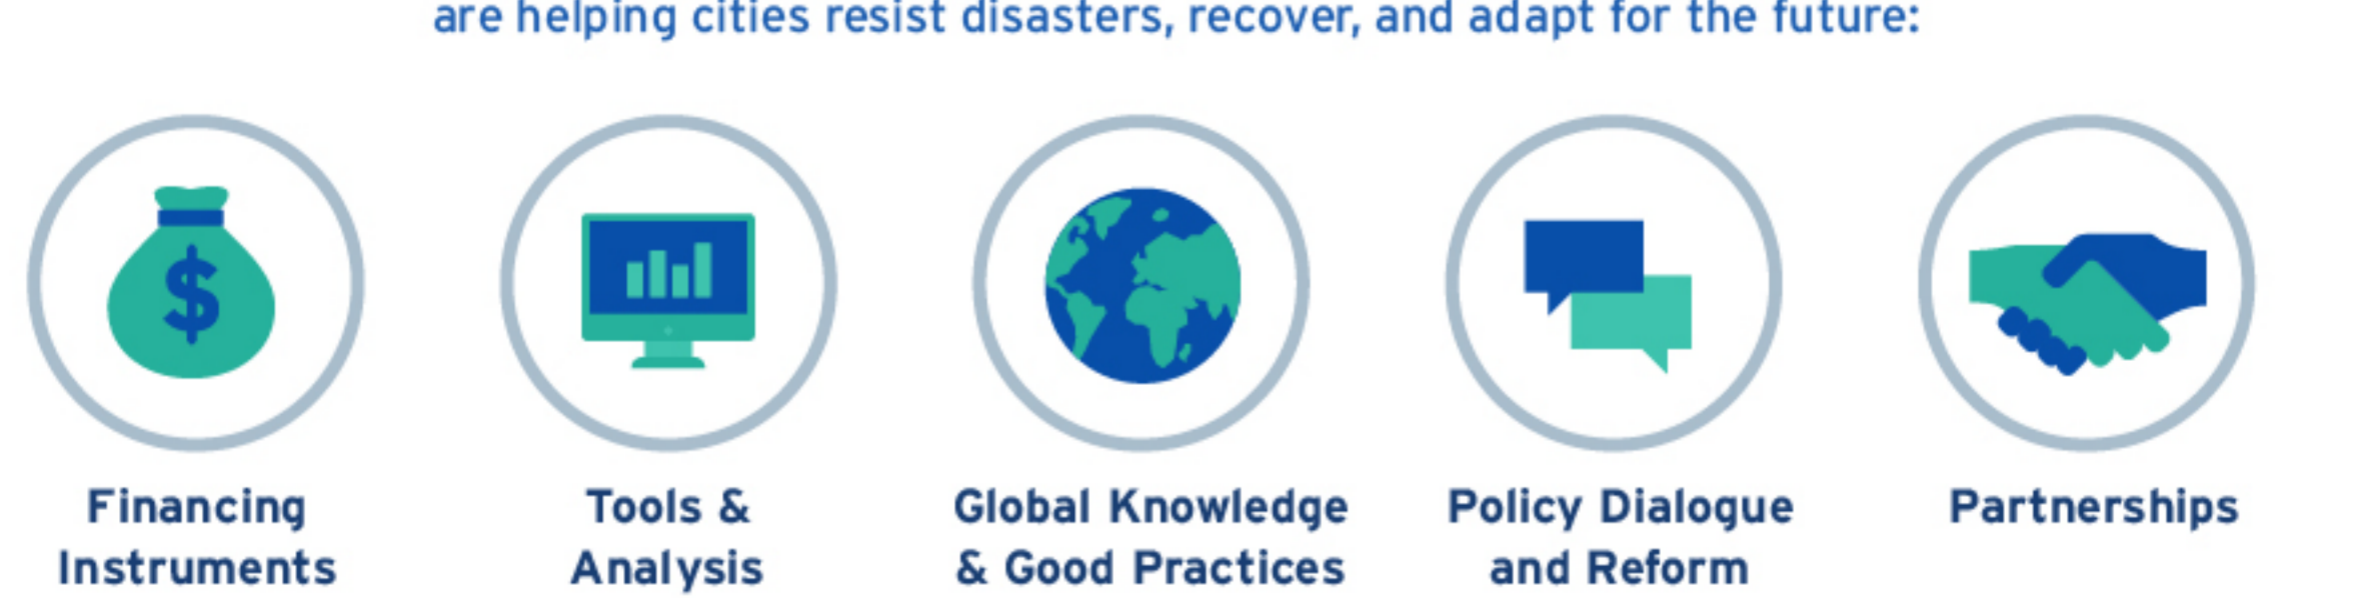 are helping cities resist disasters, recover, and adapt for the future:
$
Financing
Instruments
Tools &
Analysis
Global Knowledge
& Good Practices
Policy Dialogue
and Reform
Partnerships